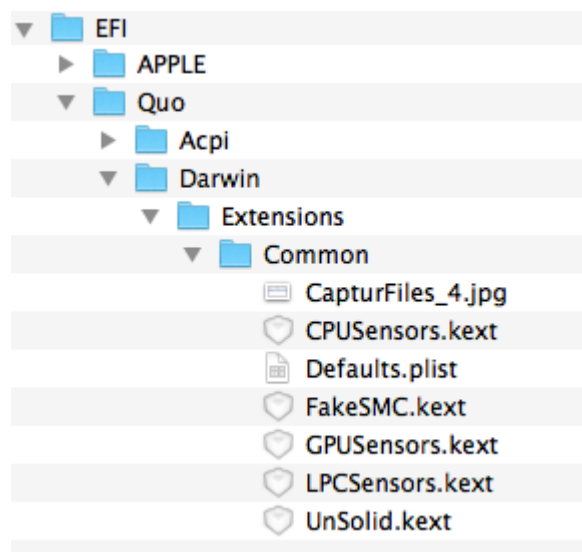 EFI
APPLE
Quo
Acpi
Darwin
Extensions
Common
CapturFiles_4.jpg
CPUSensors.kext
Defaults.plist
FakeSMC.kext
GPUSensors.kext
LPCSensors.kext
UnSolid.kext